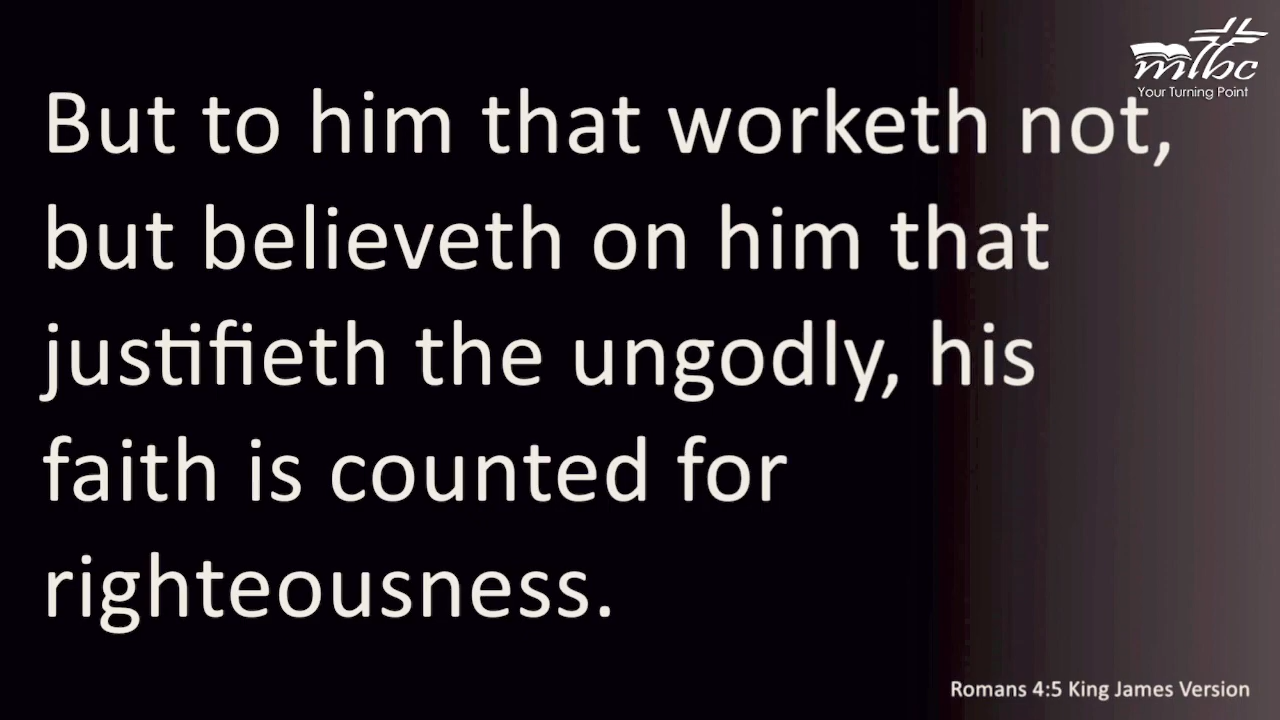 mtbc
Your Turning Point
But to him that worketh not,
but believeth on him that
justifieth the ungodly, his
faith is counted for
righteousness.
Romans 4:5 King James Version